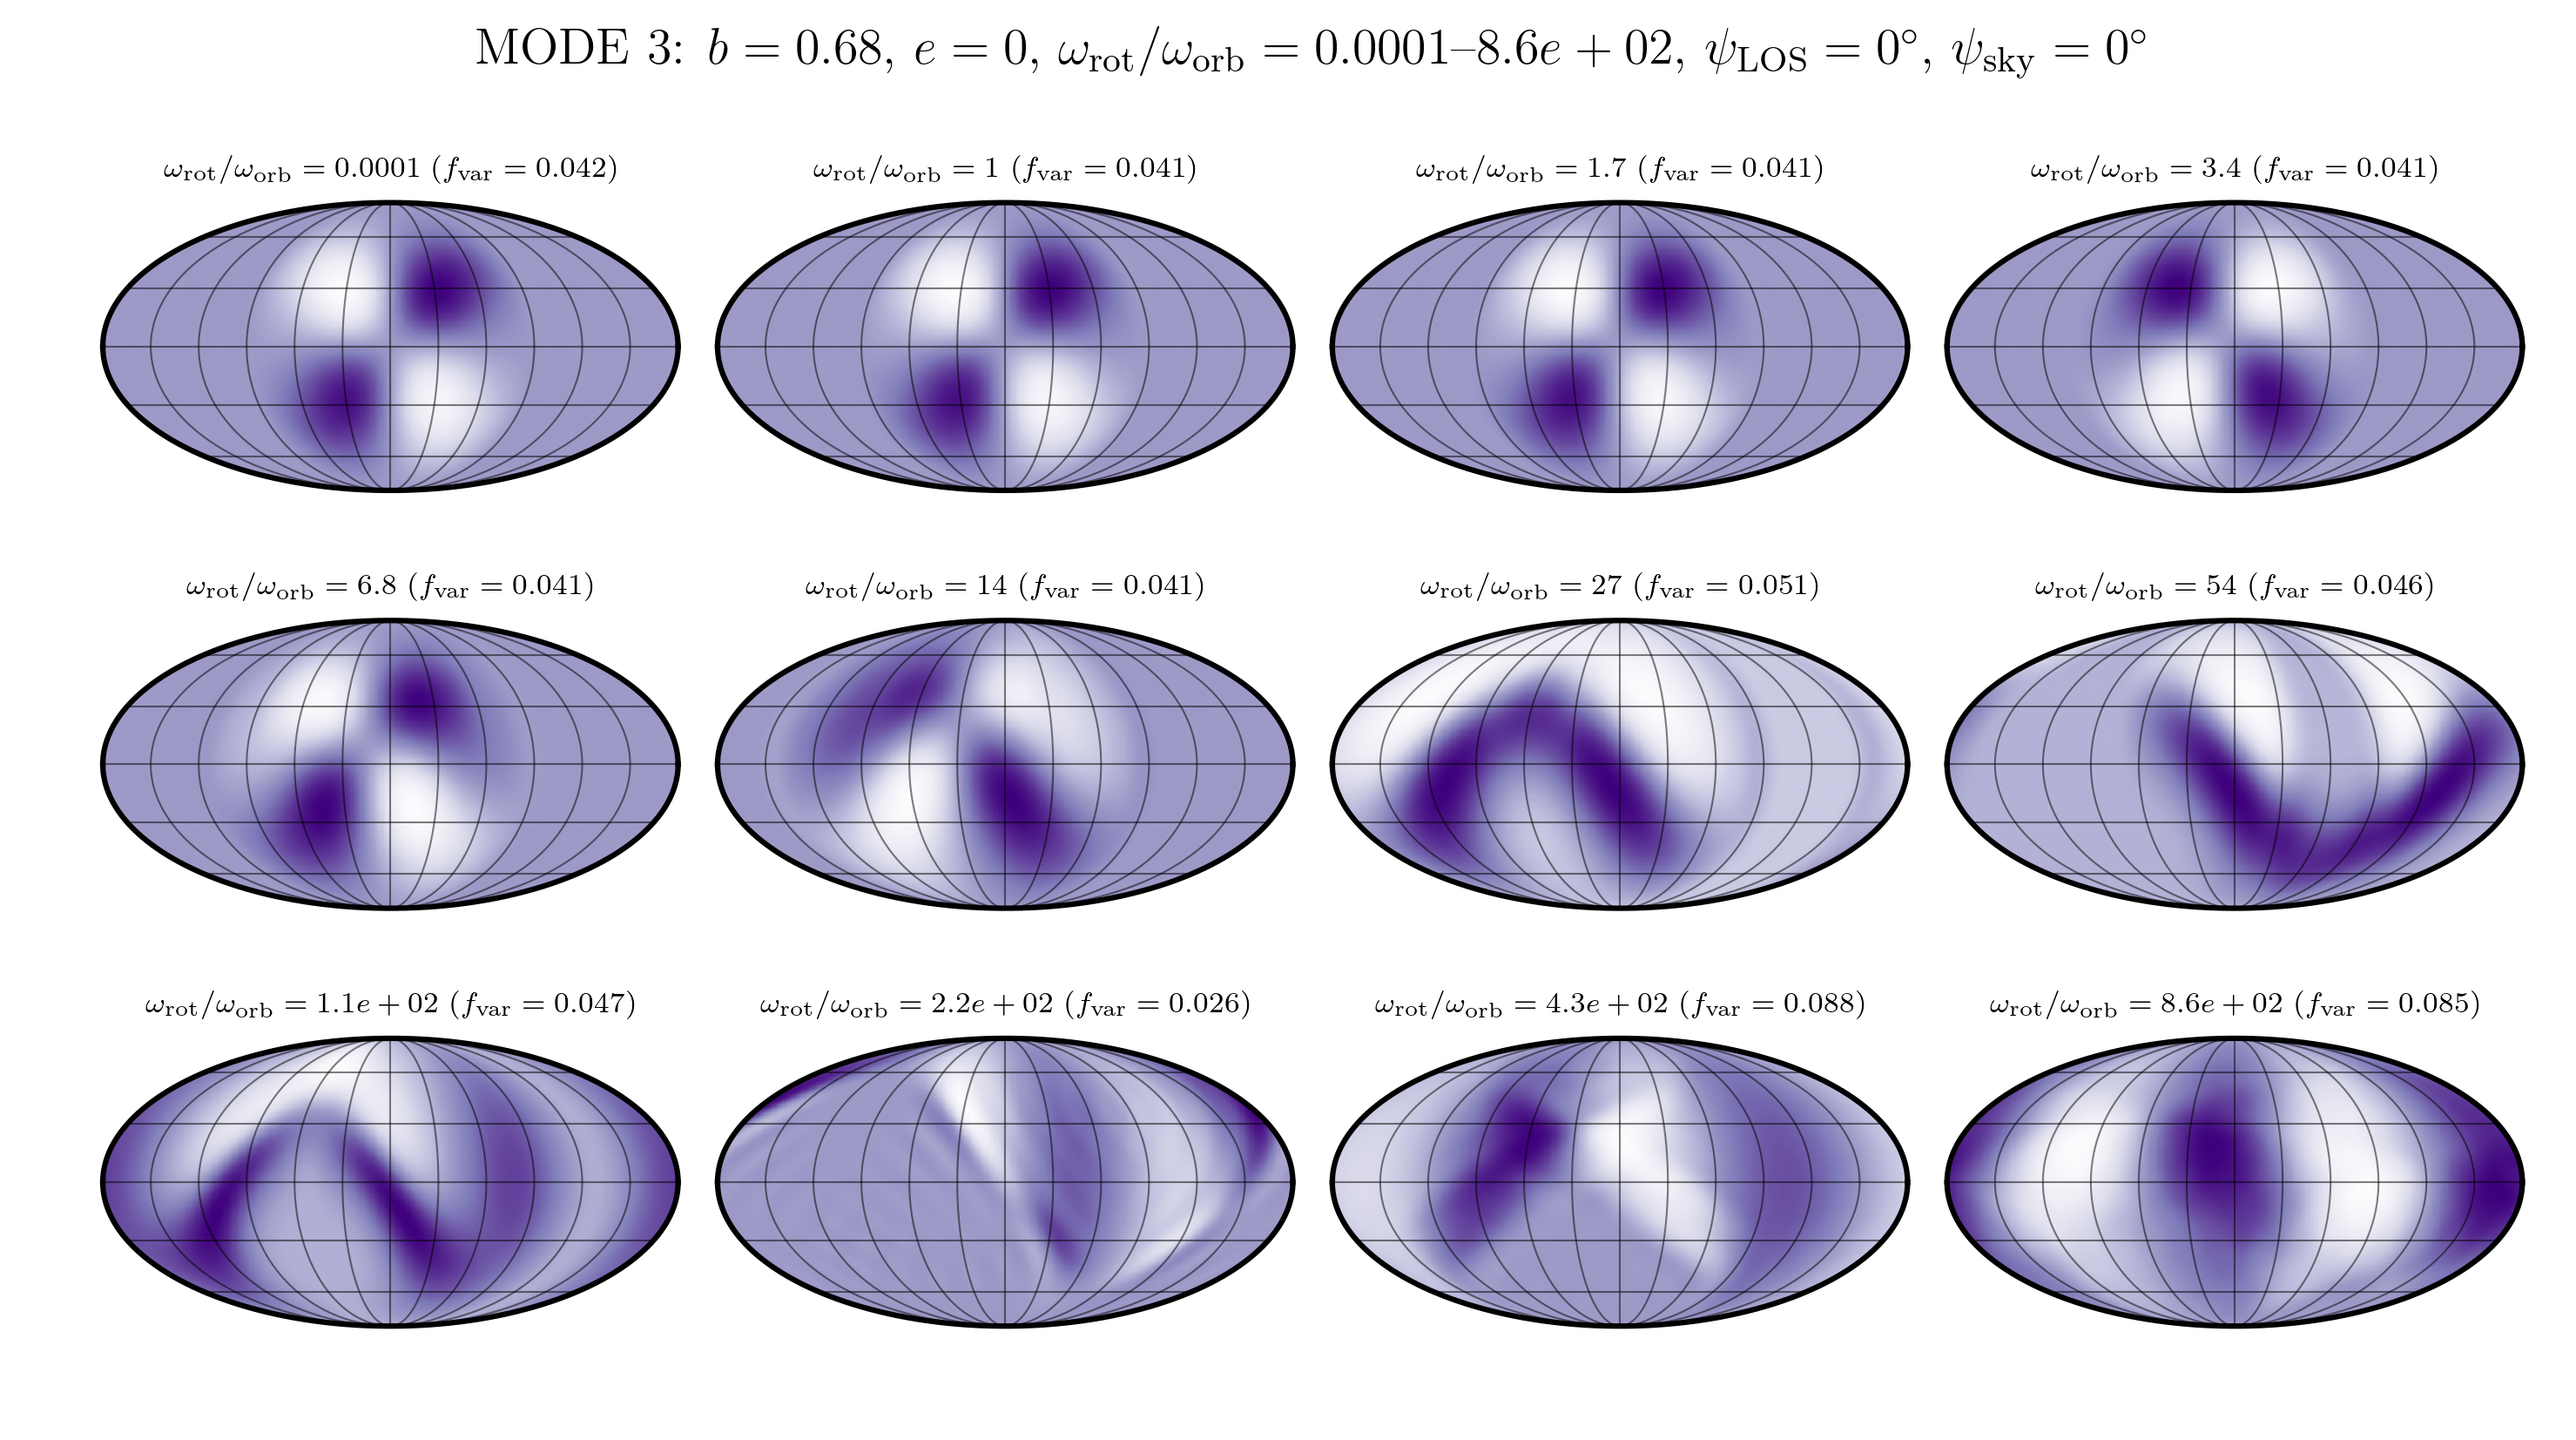 MODE 3: b = 0.68, e = 0, ω_rot/ω_orb = 0.0001–8.6e + 02, ψ_LOS = 0°, ψ_sky = 0°
ω_rot/ω_orb = 0.0001 (f_var = 0.042)
ω_rot/ω_orb = 1 (f_var = 0.041)
ω_rot/ω_orb = 1.7 (f_var = 0.041)
ω_rot/ω_orb = 3.4 (f_var = 0.041)
ω_rot/ω_orb = 6.8 (f_var = 0.041)
ω_rot/ω_orb = 14 (f_var = 0.041)
ω_rot/ω_orb = 27 (f_var = 0.051)
ω_rot/ω_orb = 54 (f_var = 0.046)
ω_rot/ω_orb = 1.1e + 02 (f_var = 0.047)
ω_rot/ω_orb = 2.2e + 02 (f_var = 0.026)
ω_rot/ω_orb = 4.3e + 02 (f_var = 0.088)
ω_rot/ω_orb = 8.6e + 02 (f_var = 0.085)